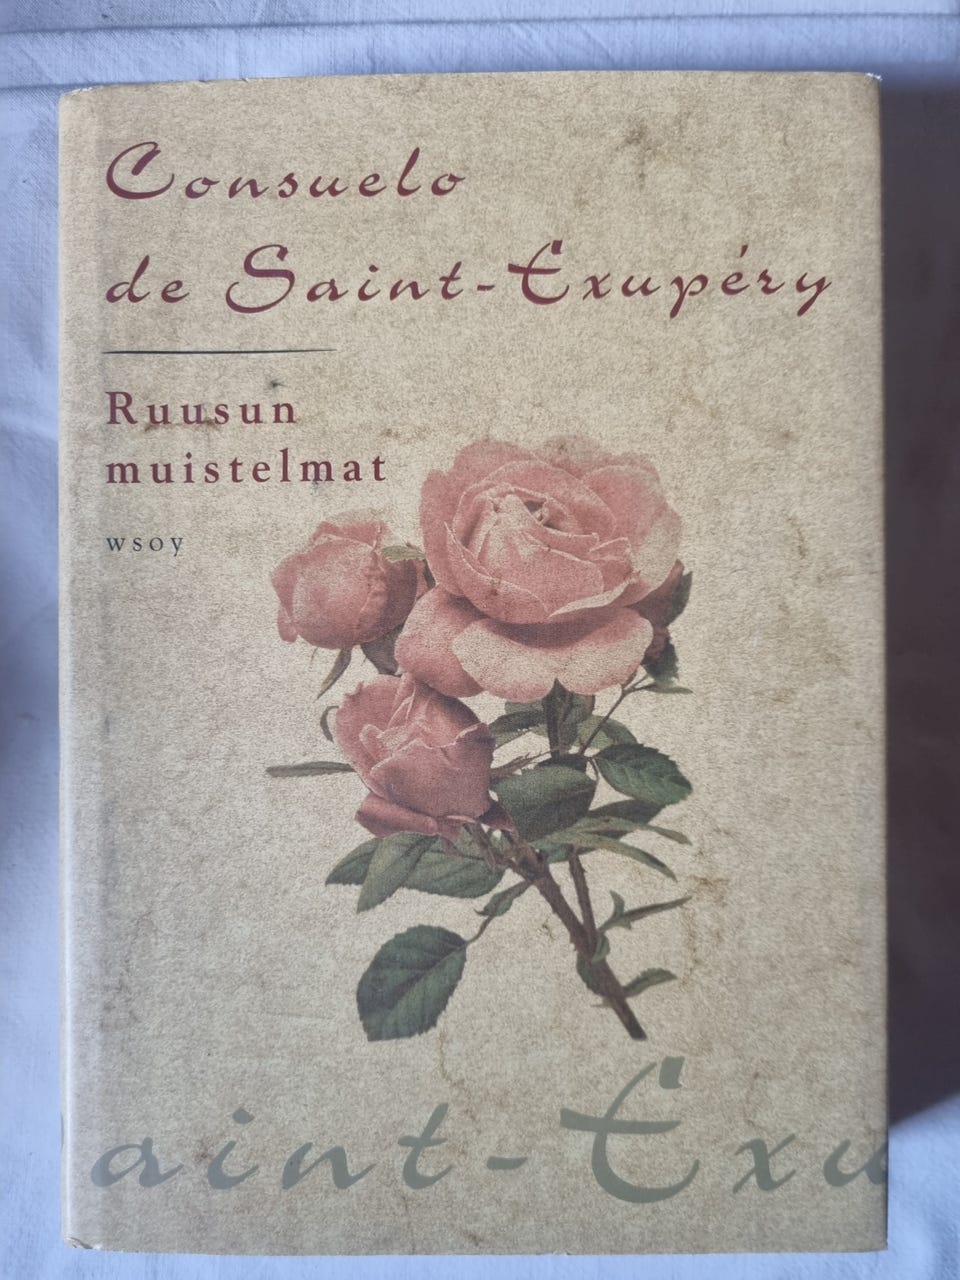 Consuelo
de Saint-Exupéry
Ruusun
muistelmat
wsoy
aint-Exu